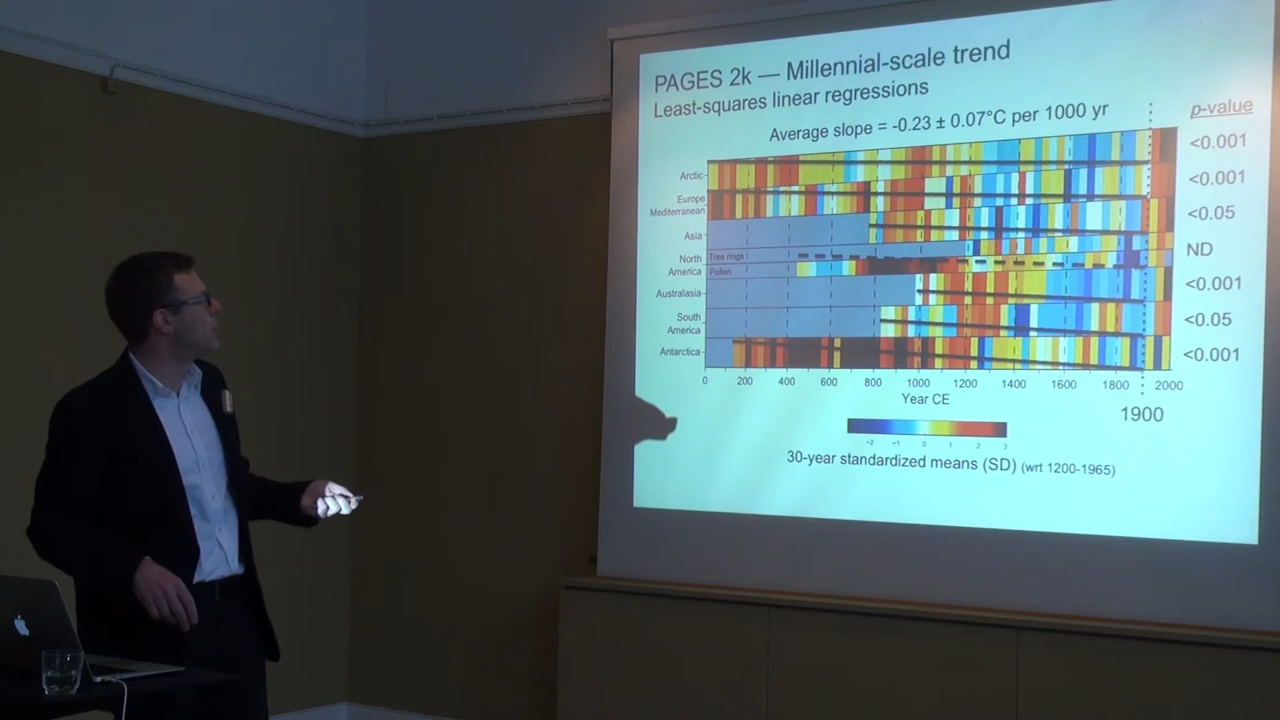 PAGES 2k — Millennial-scale trend
Least-squares linear regressions
Average slope = -0.23 ± 0.07°C per 1000 yr
p-value
Arctic
<0.001
Europe
Mediterranean
<0.001
Asia
<0.05
North
America
Tree rings
Pollen
ND
Australasia
<0.001
South
America
<0.05
Antarctica
<0.001
0 200 400 600 800 1000 1200 1400 1600 1800 2000
Year CE
1900
-2 -1 0 1 2 3
30-year standardized means (SD) (wrt 1200-1965)